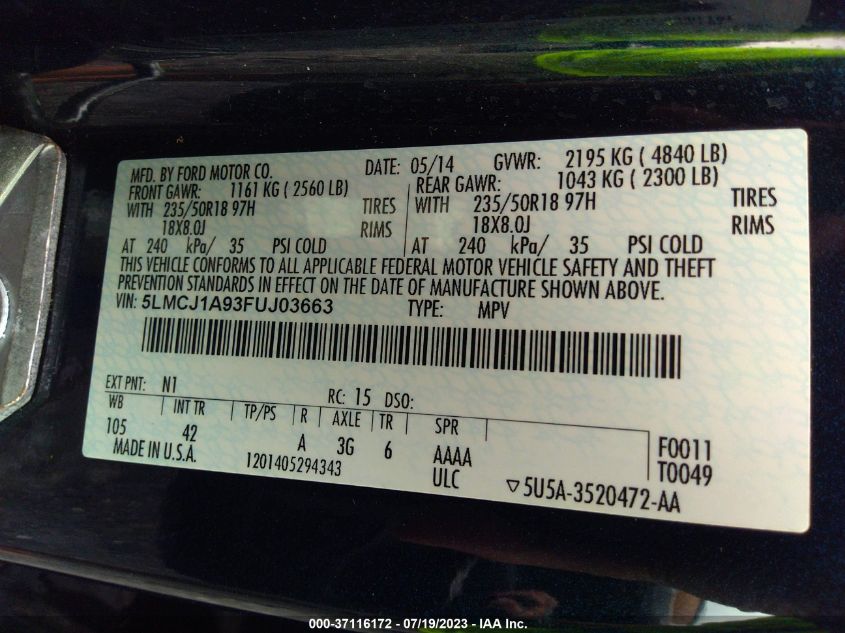 MFD. BY FORD MOTOR CO. DATE: 05/14 GVWR: 2195 KG ( 4840 LB)
FRONT GAWR: 1161 KG ( 2560 LB) REAR GAWR: 1043 KG ( 2300 LB)
WITH 235/50R18 97H TIRES WITH 235/50R18 97H TIRES
18X8.0J RIMS 18X8.0J RIMS
AT 240 kPa/ 35 PSI COLD AT 240 kPa/ 35 PSI COLD
THIS VEHICLE CONFORMS TO ALL APPLICABLE FEDERAL MOTOR VEHICLE SAFETY AND THEFT
PREVENTION STANDARDS IN EFFECT ON THE DATE OF MANUFACTURE SHOWN ABOVE.
VIN: 5LMCJ1A93FUJ03663 TYPE: MPV
EXT PNT: N1 RC: 15 DSO:
WB INT TR TP/PS R AXLE TR SPR
105 42 A 3G 6 AAAA F0011
MADE IN U.S.A. 1201405294343 ULC T0049
5U5A-3520472-AA
000-37116172 - 07/19/2023 - IAA Inc.